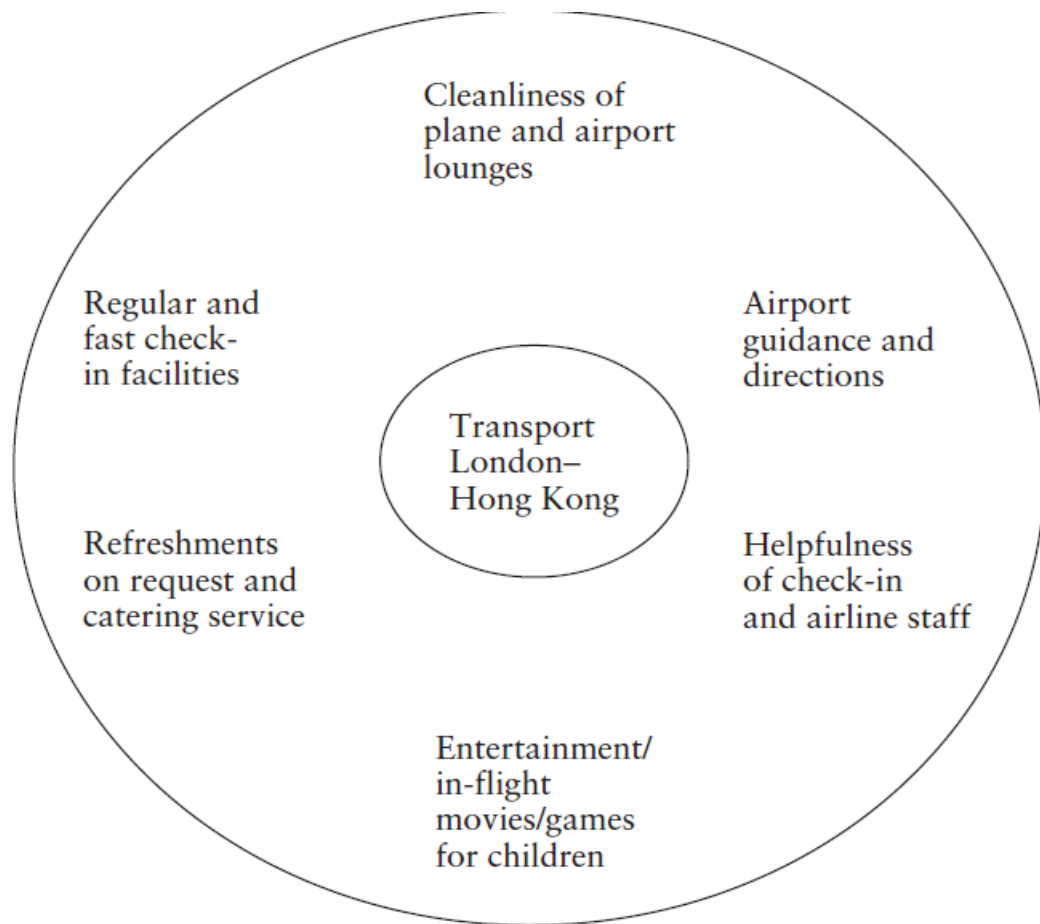 Cleanliness of
plane and airport
lounges
Regular and
fast check-
in facilities
Airport
guidance and
directions
Transport
London–
Hong Kong
Refreshments
on request and
catering service
Helpfulness
of check-in
and airline staff
Entertainment/
in-flight
movies/games
for children